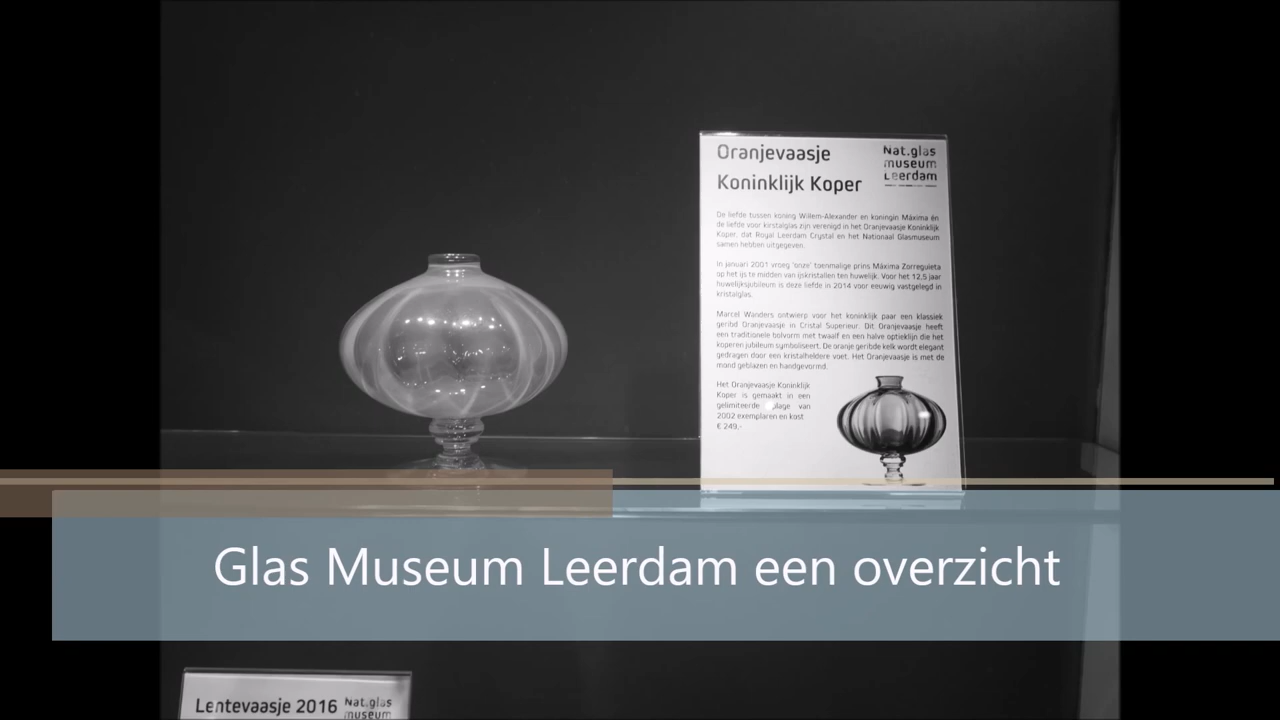 Oranjevaasje
Koninklijk Koper
Nat.glas
museum
Leerdam
De liefde tussen koning Willem-Alexander en koningin Máxima én
de liefde voor kirstalglas zijn verenigd in het Oranjevaasje Koninklijk
Koper, dat Royal Leerdam Crystal en het Nationaal Glasmuseum
samen hebben uitgegeven.
In januari 2001 vroeg 'onze' toenmalige prins Máxima Zorreguieta
op het ijs te midden van ijskristallen ten huwelijk. Voor het 12,5 jaar
huwelijksjubileum is deze liefde in 2014 voor eeuwig vastgelegd in
kristalglas.
Marcel Wanders ontwierp voor het koninklijk paar een klassiek
geribd Oranjevaasje in Cristal Superieur. Dit Oranjevaasje heeft
een traditionele bolvorm met twaalf en een halve optieklijn die het
koperen jubileum symboliseert. De oranje geribde kelk wordt elegant
gedragen door een kristalheldere voet. Het Oranjevaasje is met de
mond geblazen en handgevormd.
Het Oranjevaasje Koninklijk
Koper is gemaakt in een
gelimiteerde plage van
2002 exemplaren en kost
€ 249,-
Glas Museum Leerdam een overzicht
Lentevaasje 2016
Nat.glas
museum